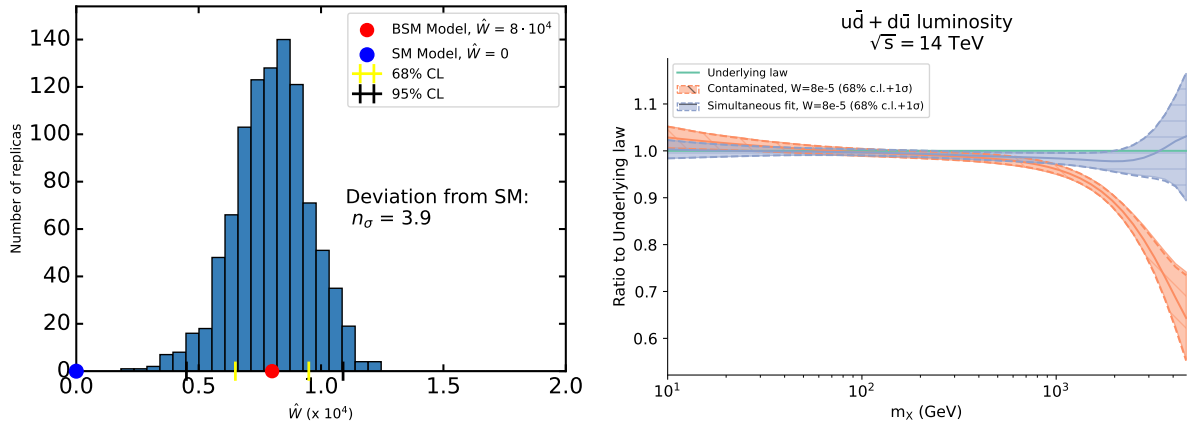 140
120
100
80
60
40
20
0
Number of replicas
BSM Model, Ŵ = 8 · 10⁴
SM Model, Ŵ = 0
68% CL
95% CL
Deviation from SM:
nσ = 3.9
0.0 0.5 1.0 1.5 2.0
Ŵ (x 10⁴)
ud̄ + dū luminosity
√s = 14 TeV
Underlying law
Contaminated, W=8e-5 (68% c.l.+1σ)
Simultaneous fit, W=8e-5 (68% c.l.+1σ)
1.1
1.0
0.9
0.8
0.7
0.6
Ratio to Underlying law
10¹ 10² 10³
mX (GeV)